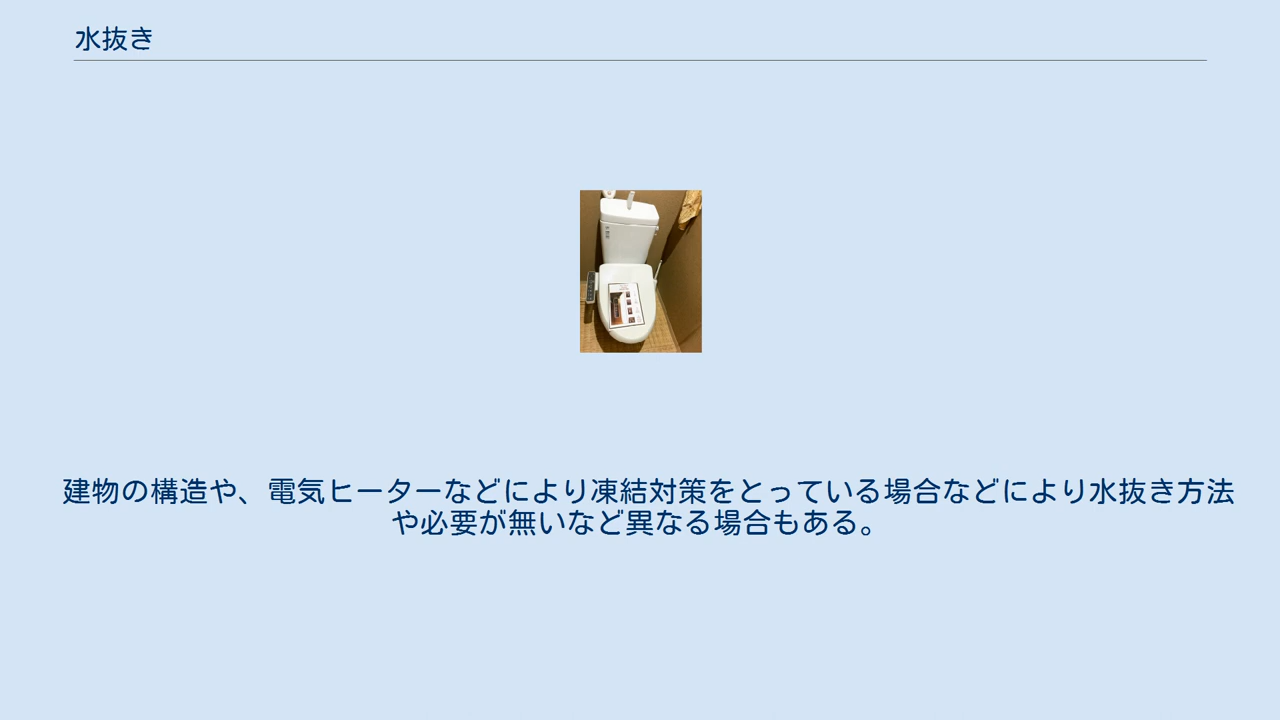 水抜き
建物の構造や、電気ヒーターなどにより凍結対策をとっている場合などにより水抜き方法
や必要が無いなど異なる場合もある。